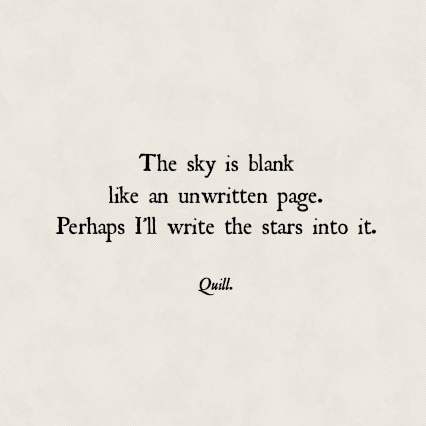 The sky is blank
like an unwritten page.
Perhaps I'll write the stars into it.
Quill.